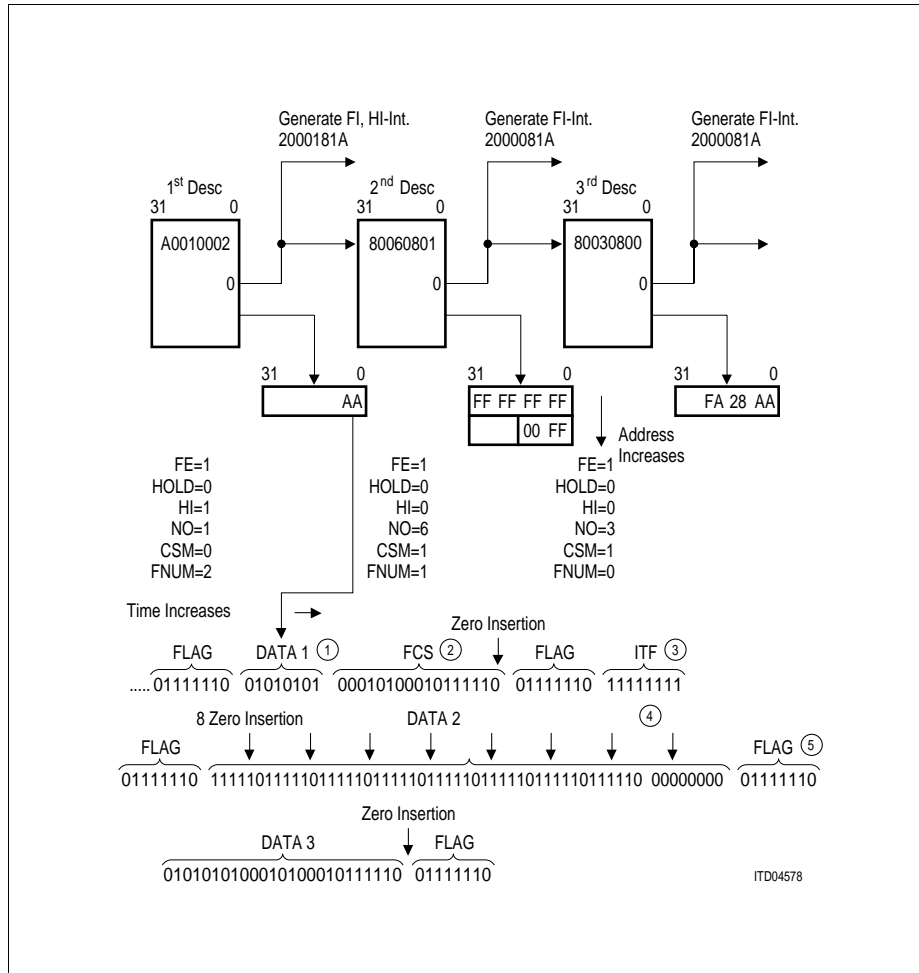 Generate FI, HI-Int.
2000181A
Generate FI-Int.
2000081A
Generate FI-Int.
2000081A
1st Desc
2nd Desc
3rd Desc
31 0
31 0
31 0
A0010002
80060801
80030800
0
0
0
31 0
31 0
31 0
AA
FF FF FF FF
00 FF
FA 28 AA
Address
Increases
FE=1
HOLD=0
HI=1
NO=1
CSM=0
FNUM=2
FE=1
HOLD=0
HI=0
NO=6
CSM=1
FNUM=1
FE=1
HOLD=0
HI=0
NO=3
CSM=1
FNUM=0
Time Increases
Zero Insertion
FLAG DATA 1 1 FCS 2 FLAG ITF 3
.....01111110 01010101 00010100010111110 01111110 11111111
8 Zero Insertion DATA 2 4
FLAG FLAG 5
01111110 111110111110111110111110111110111110111110111110 00000000 01111110
Zero Insertion
DATA 3 FLAG
0101010100010100010111110 01111110
ITD04578